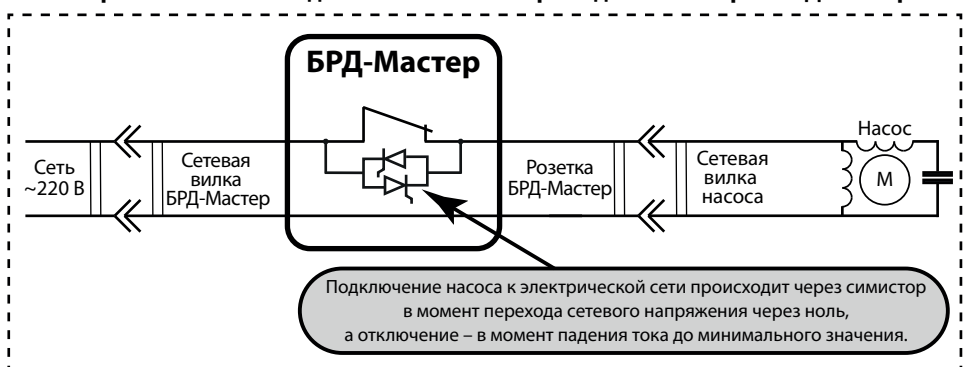 БРД-Мастер
Насос
Сеть
~220 В
Сетевая
вилка
БРД-Мастер
Розетка
БРД-Мастер
Сетевая
вилка
насоса
М
Подключение насоса к электрической сети происходит через симистор
в момент перехода сетевого напряжения через ноль,
а отключение – в момент падения тока до минимального значения.